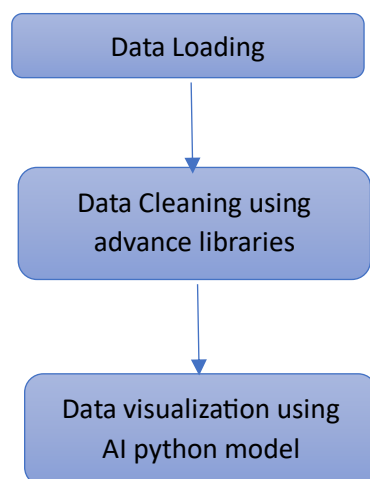 Data Loading
Data Cleaning using
advance libraries
Data visualization using
AI python model